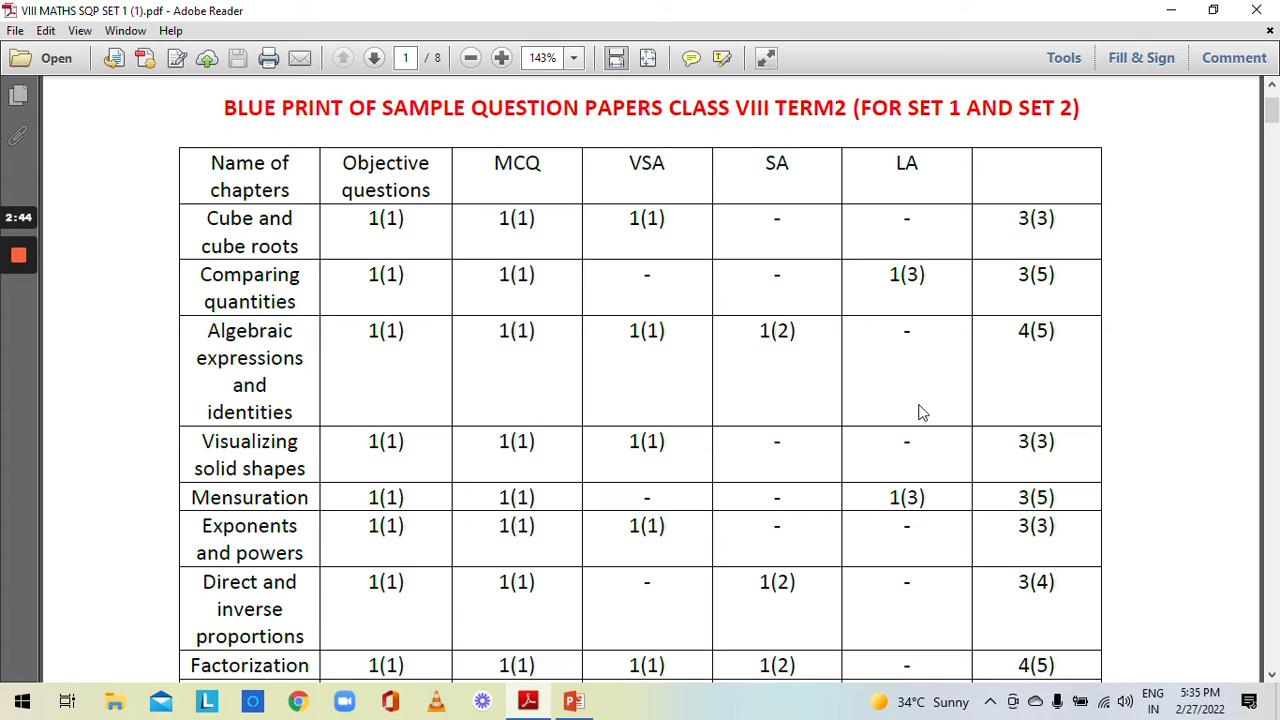 VIII MATHS SQP SET 1 (1).pdf - Adobe Reader
File Edit View Window Help
Open 1 / 8 143% Tools Fill & Sign Comment
BLUE PRINT OF SAMPLE QUESTION PAPERS CLASS VIII TERM2 (FOR SET 1 AND SET 2)
Name of chapters Objective questions MCQ VSA SA LA
Cube and cube roots 1(1) 1(1) 1(1) - - 3(3)
2:44
Comparing quantities 1(1) 1(1) - - 1(3) 3(5)
Algebraic expressions and identities 1(1) 1(1) 1(1) 1(2) - 4(5)
Visualizing solid shapes 1(1) 1(1) 1(1) - - 3(3)
Mensuration 1(1) 1(1) - - 1(3) 3(5)
Exponents and powers 1(1) 1(1) 1(1) - - 3(3)
Direct and inverse proportions 1(1) 1(1) - 1(2) - 3(4)
Factorization 1(1) 1(1) 1(1) 1(2) - 4(5)
34°C Sunny ENG IN 5:35 PM 2/27/2022